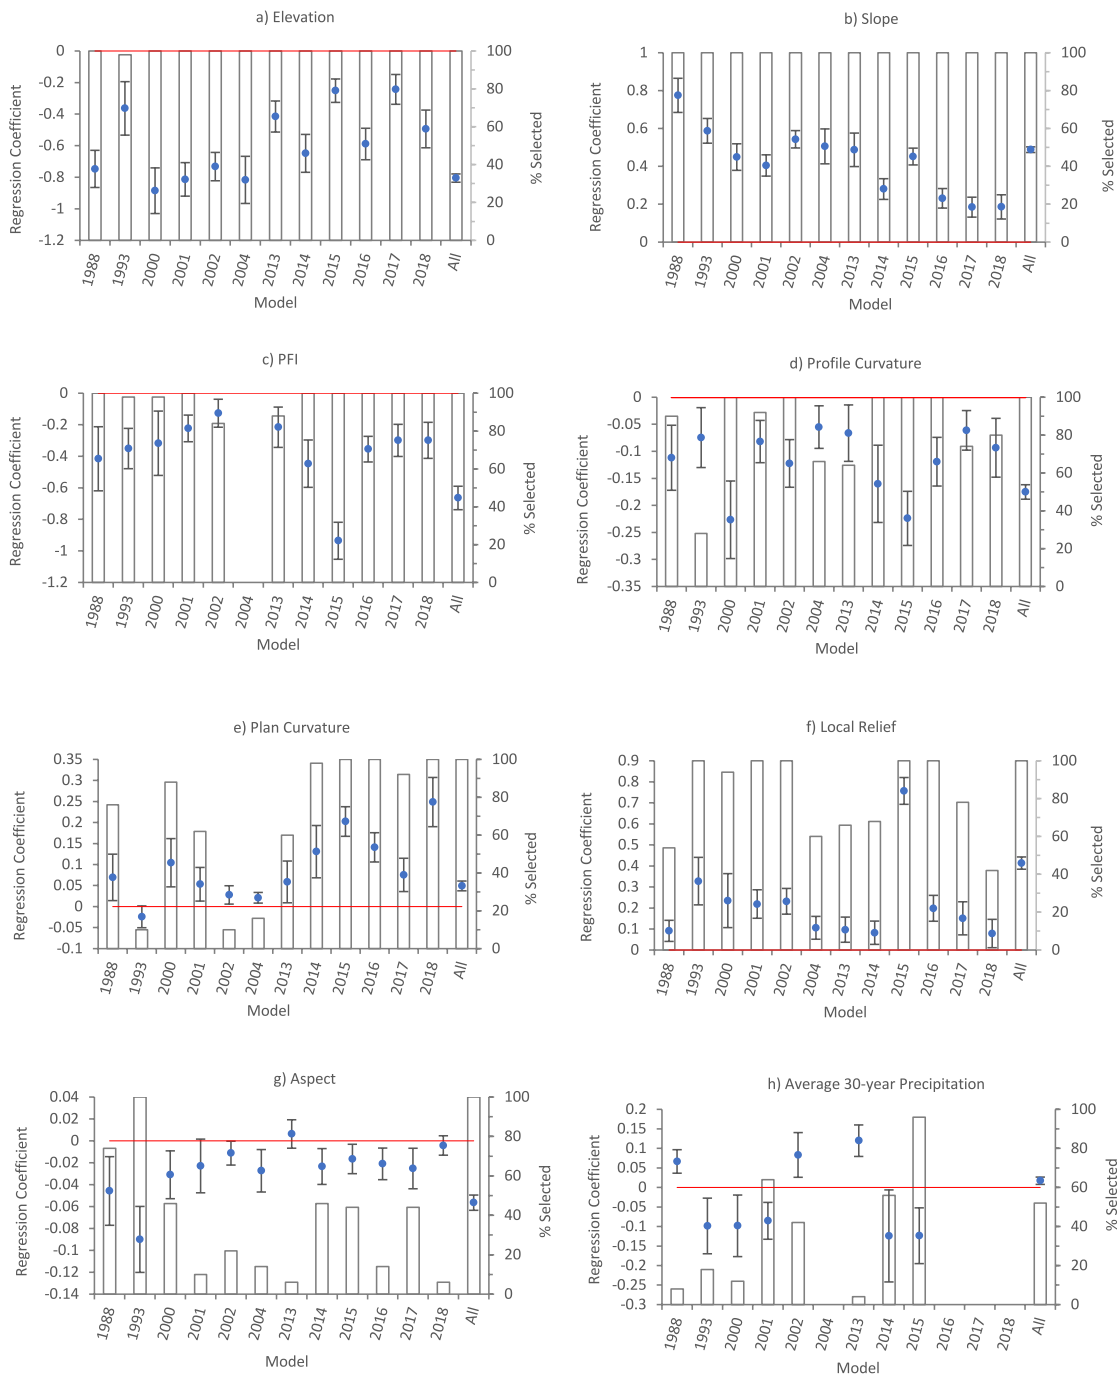 a) Elevation
0
-0.2
-0.4
-0.6
-0.8
-1
-1.2
Regression Coefficient
100
80
60
40
20
0
% Selected
1988 1993 2000 2001 2002 2004 2013 2014 2015 2016 2017 2018 All
Model
b) Slope
1
0.8
0.6
0.4
0.2
0
Regression Coefficient
100
80
60
40
20
0
% Selected
1988 1993 2000 2001 2002 2004 2013 2014 2015 2016 2017 2018 All
Model
c) PFI
0
-0.2
-0.4
-0.6
-0.8
-1
-1.2
Regression Coefficient
100
80
60
40
20
0
% Selected
1988 1993 2000 2001 2002 2004 2013 2014 2015 2016 2017 2018 All
Model
d) Profile Curvature
0
-0.05
-0.1
-0.15
-0.2
-0.25
-0.3
-0.35
Regression Coefficient
100
80
60
40
20
0
% Selected
1988 1993 2000 2001 2002 2004 2013 2014 2015 2016 2017 2018 All
Model
e) Plan Curvature
0.35
0.3
0.25
0.2
0.15
0.1
0.05
0
-0.05
-0.1
Regression Coefficient
100
80
60
40
20
0
% Selected
1988 1993 2000 2001 2002 2004 2013 2014 2015 2016 2017 2018 All
Model
f) Local Relief
0.9
0.8
0.7
0.6
0.5
0.4
0.3
0.2
0.1
0
Regression Coefficient
100
80
60
40
20
0
% Selected
1988 1993 2000 2001 2002 2004 2013 2014 2015 2016 2017 2018 All
Model
g) Aspect
0.04
0.02
0
-0.02
-0.04
-0.06
-0.08
-0.1
-0.12
-0.14
Regression Coefficient
100
80
60
40
20
0
% Selected
1988 1993 2000 2001 2002 2004 2013 2014 2015 2016 2017 2018 All
Model
h) Average 30-year Precipitation
0.2
0.15
0.1
0.05
0
-0.05
-0.1
-0.15
-0.2
-0.25
-0.3
Regression Coefficient
100
80
60
40
20
0
% Selected
1988 1993 2000 2001 2002 2004 2013 2014 2015 2016 2017 2018 All
Model